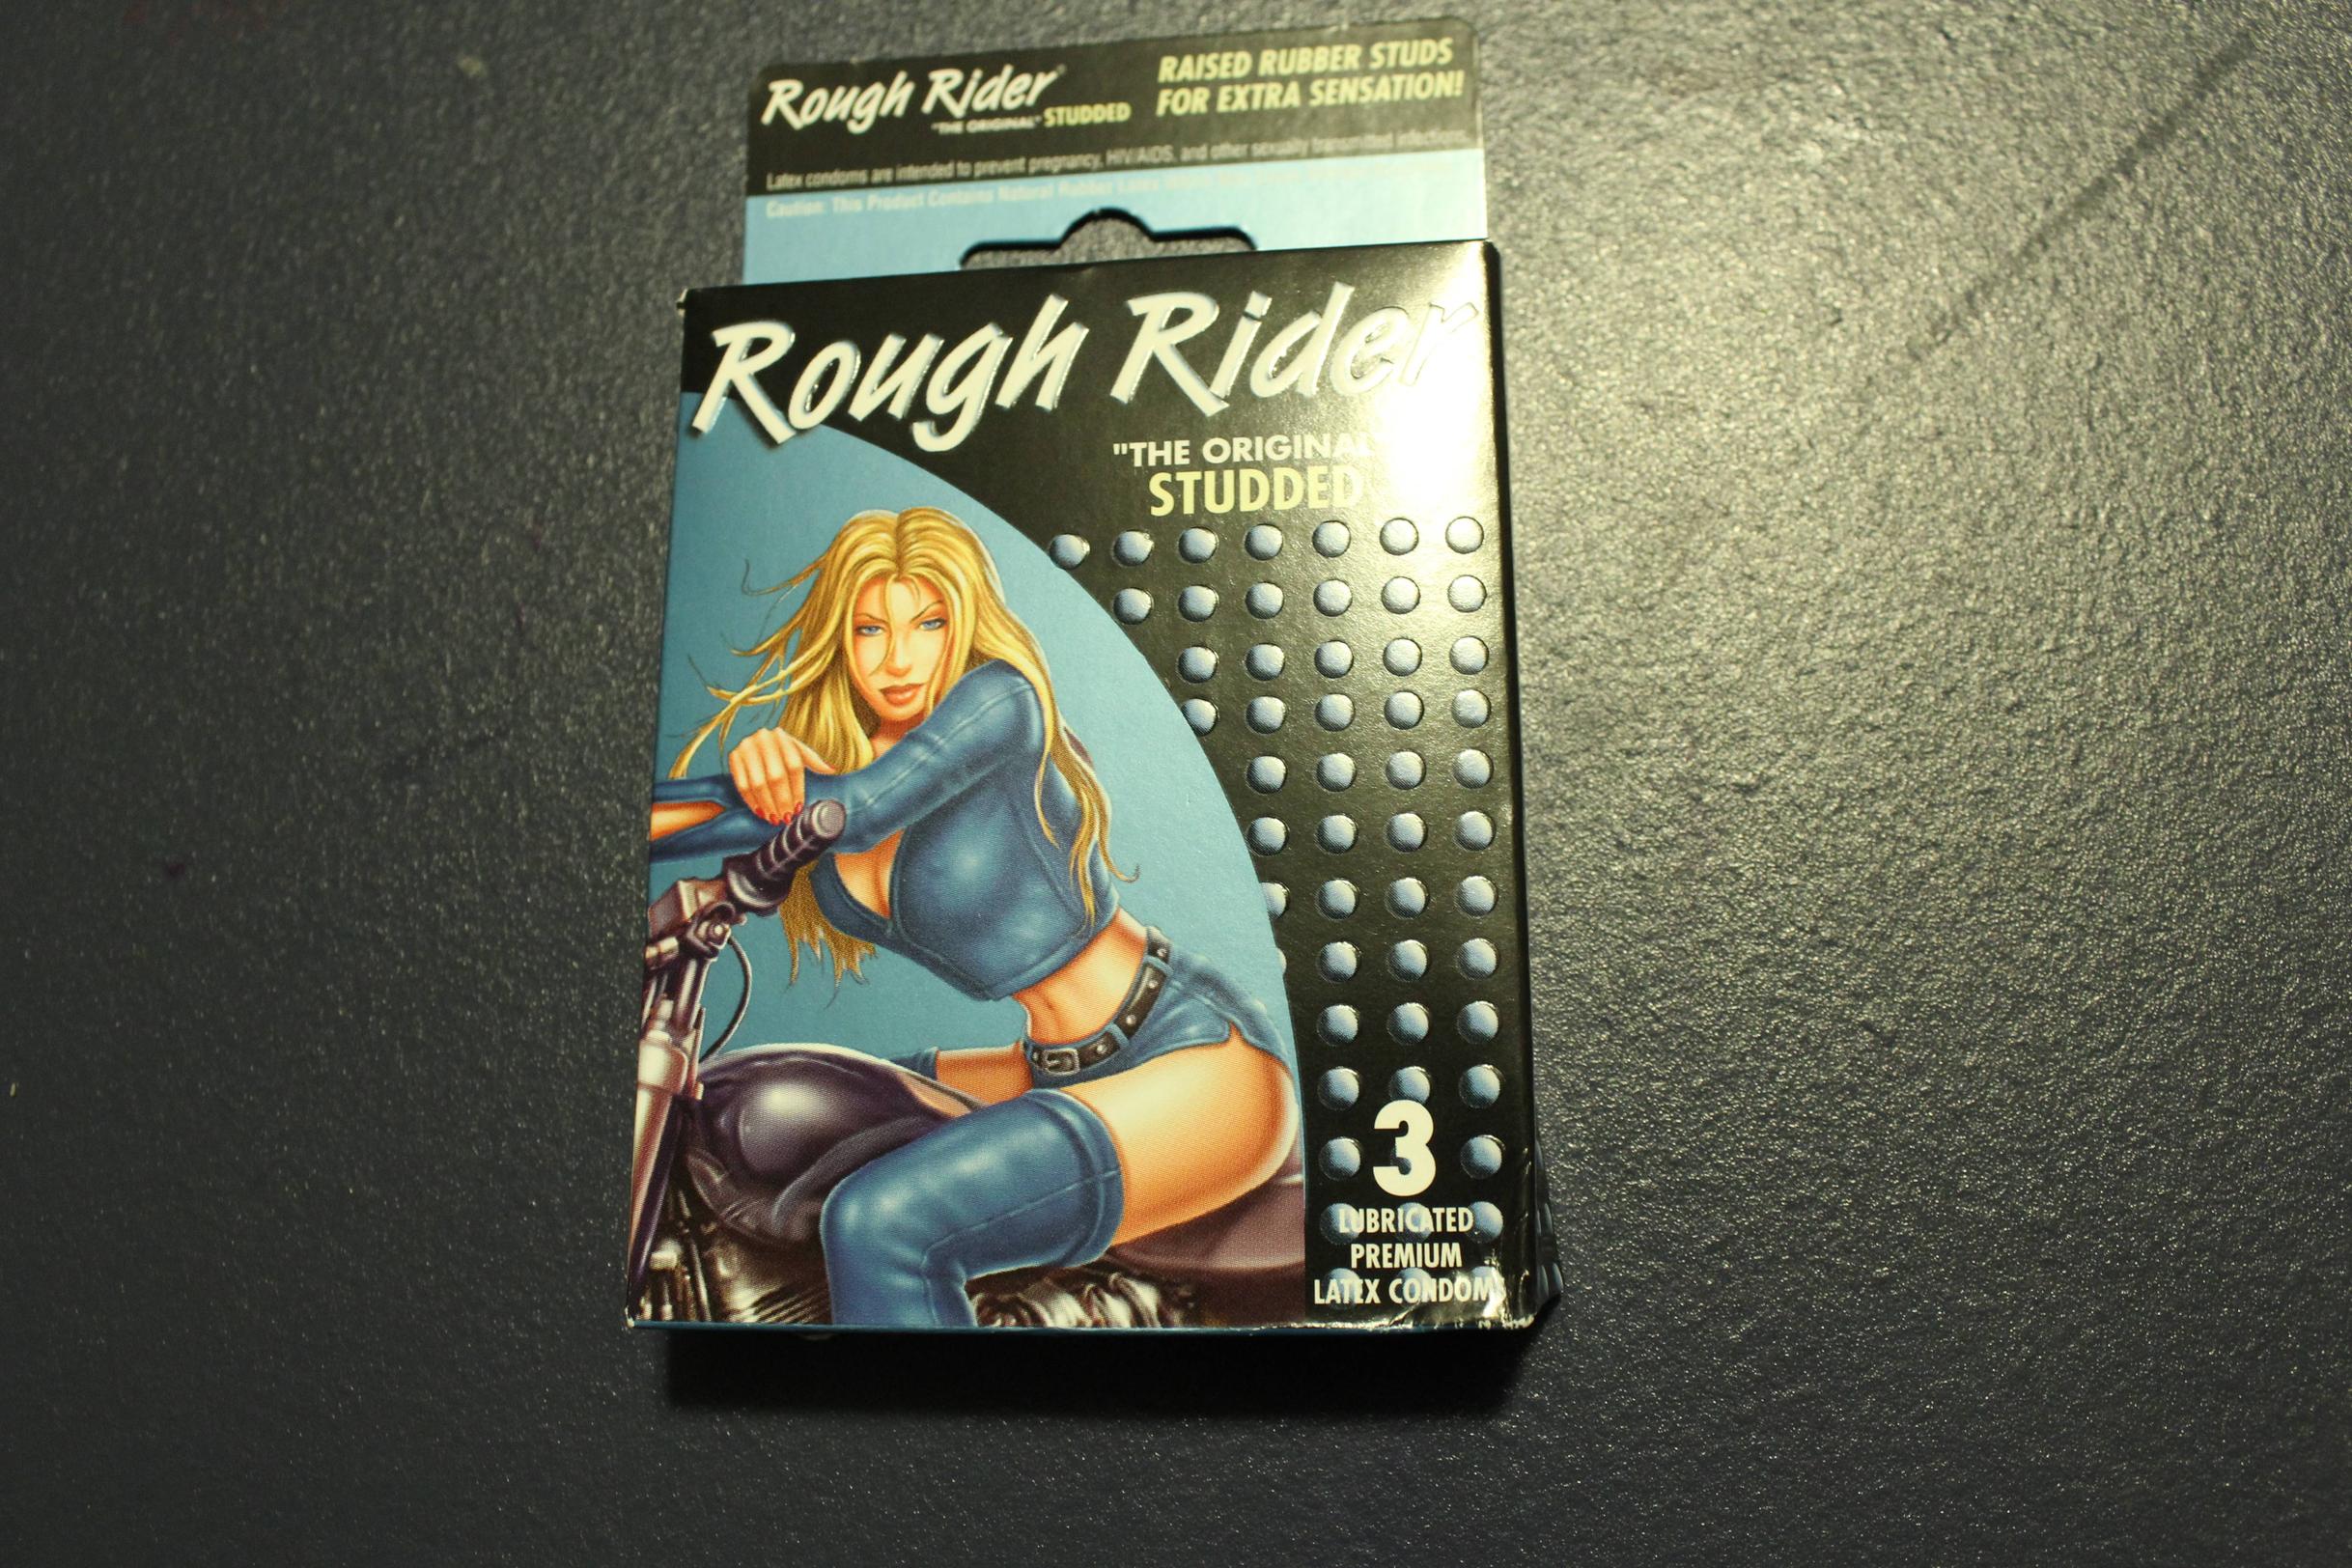 Rough Rider®
"THE ORIGINAL" STUDDED
RAISED RUBBER STUDS
FOR EXTRA SENSATION!
Latex condoms are intended to prevent pregnancy, HIV/AIDS, and other sexually transmitted infections.
Caution: This Product Contains Natural Rubber Latex
Rough Rider
"THE ORIGINAL
STUDDED
3
LUBRICATED
PREMIUM
LATEX CONDOMS